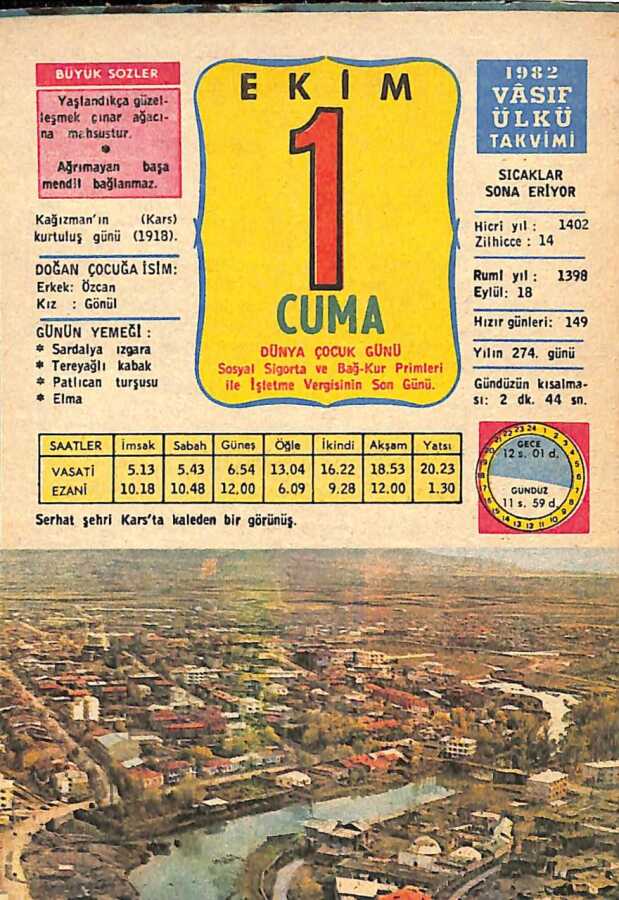 BÜYÜK SÖZLER
Yaşlandıkça güzel-
leşmek çınar ağacı-
na mahsustur.
Ağrımayan başa
mendil bağlanmaz.
Kağızman'ın (Kars)
kurtuluş günü (1918).
DOĞAN ÇOCUĞA İSİM:
Erkek: Özcan
Kız : Gönül
GÜNÜN YEMEĞİ :
* Sardalya ızgara
* Tereyağlı kabak
* Patlıcan turşusu
* Elma
EKİM
1
CUMA
DÜNYA ÇOCUK GÜNÜ
Sosyal Sigorta ve Bağ-Kur Primleri
ile İşletme Vergisinin Son Günü.
1982
VÂSIF
ÜLKÜ
TAKVİMİ
SICAKLAR
SONA ERİYOR
Hicri yıl : 1402
Zilhicce : 14
Rumî yıl : 1398
Eylül: 18
Hızır günleri: 149
Yılın 274. günü
Gündüzün kısalma-
sı: 2 dk. 44 sn.
SAATLER İmsak Sabah Güneş Öğle İkindi Akşam Yatsı
VASATİ 5.13 5.43 6.54 13.04 16.22 18.53 20.23
EZANİ 10.18 10.48 12.00 6.09 9.28 12.00 1.30
GECE
12 s. 01 d.
GÜNDÜZ
11 s. 59 d.
Serhat şehri Kars'ta kaleden bir görünüş.